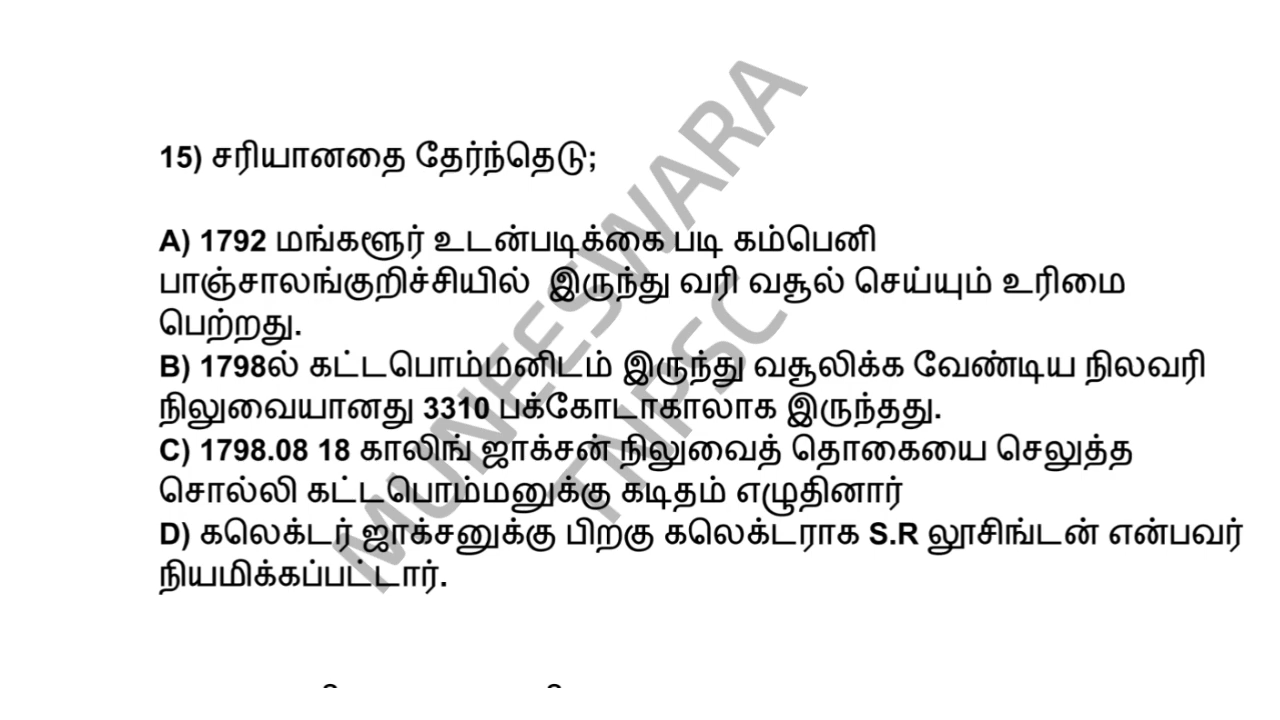 15) சரியானதை தேர்ந்தெடு;
A) 1792 மங்களூர் உடன்படிக்கை படி கம்பெனி
பாஞ்சாலங்குறிச்சியில் இருந்து வரி வசூல் செய்யும் உரிமை
பெற்றது.
B) 1798ல் கட்டபொம்மனிடம் இருந்து வசூலிக்க வேண்டிய நிலவரி
நிலுவையானது 3310 பக்கோடாகாலாக இருந்தது.
C) 1798.08 18 காலிங் ஜாக்சன் நிலுவைத் தொகையை செலுத்த
சொல்லி கட்டபொம்மனுக்கு கடிதம் எழுதினார்
D) கலெக்டர் ஜாக்சனுக்கு பிறகு கலெக்டராக S.R லூசிங்டன் என்பவர்
நியமிக்கப்பட்டார்.
MUNEESWARA
TNPSC